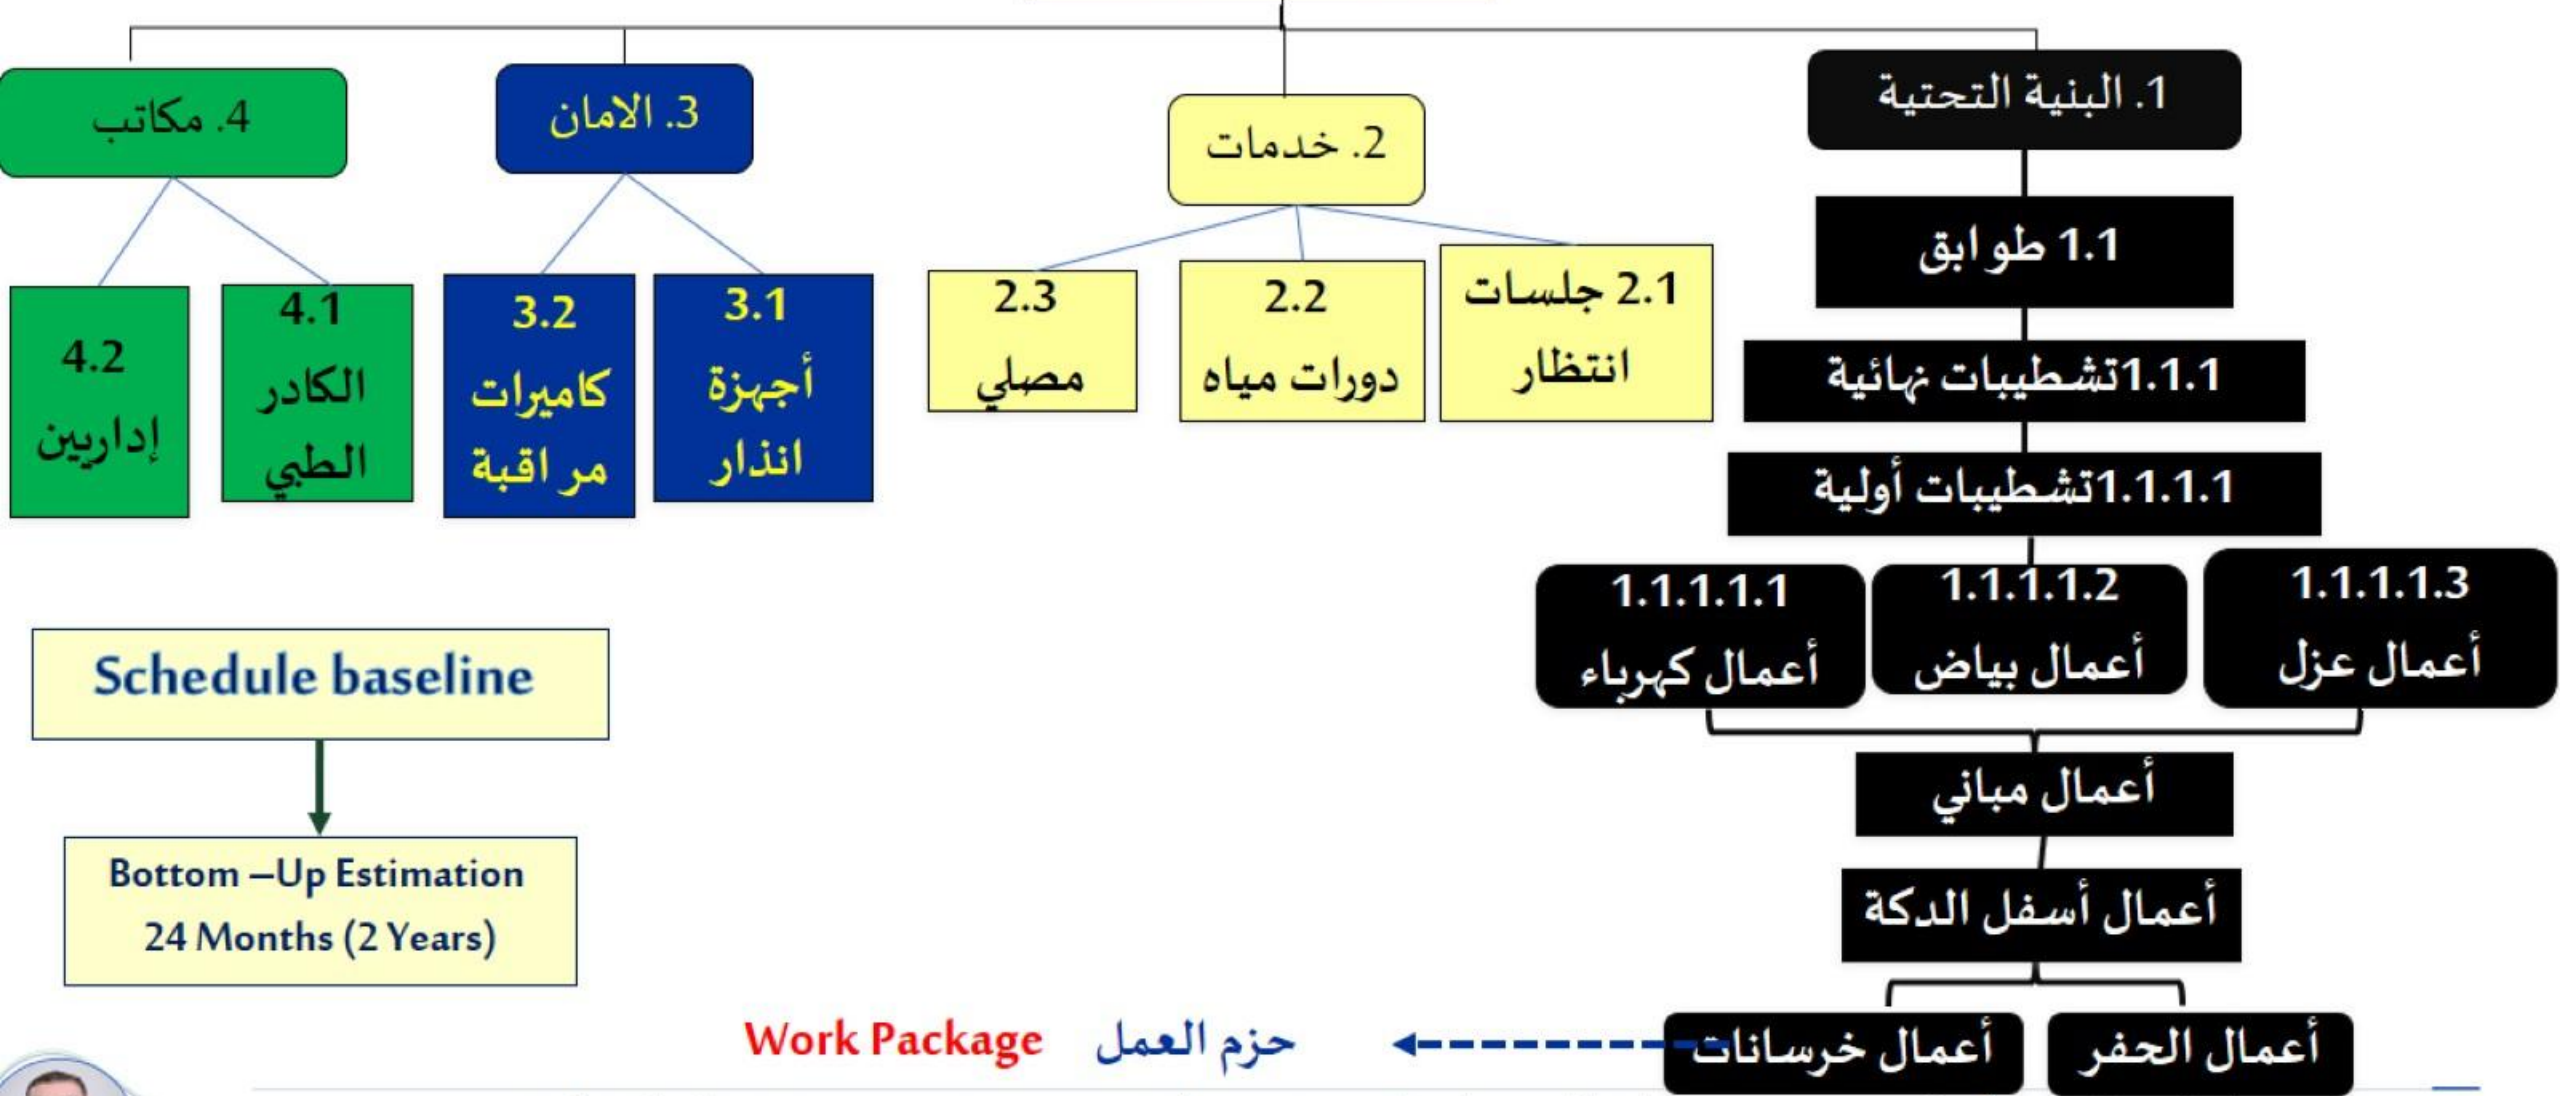 1. البنية التحتية
2. خدمات
3. الامان
4. مكاتب
1.1 طوابق
2.1 جلسات
انتظار
2.2
دورات مياه
2.3
مصلي
3.1
أجهزة
انذار
3.2
كاميرات
مراقبة
4.1
الكادر
الطبي
4.2
إداريين
1.1.1تشطيبات نهائية
1.1.1.1تشطيبات أولية
1.1.1.1.3
أعمال عزل
1.1.1.1.2
أعمال بياض
1.1.1.1.1
أعمال كهرباء
أعمال مباني
أعمال أسفل الدكة
أعمال الحفر
أعمال خرسانات
حزم العمل Work Package
Schedule baseline
Bottom –Up Estimation
24 Months (2 Years)